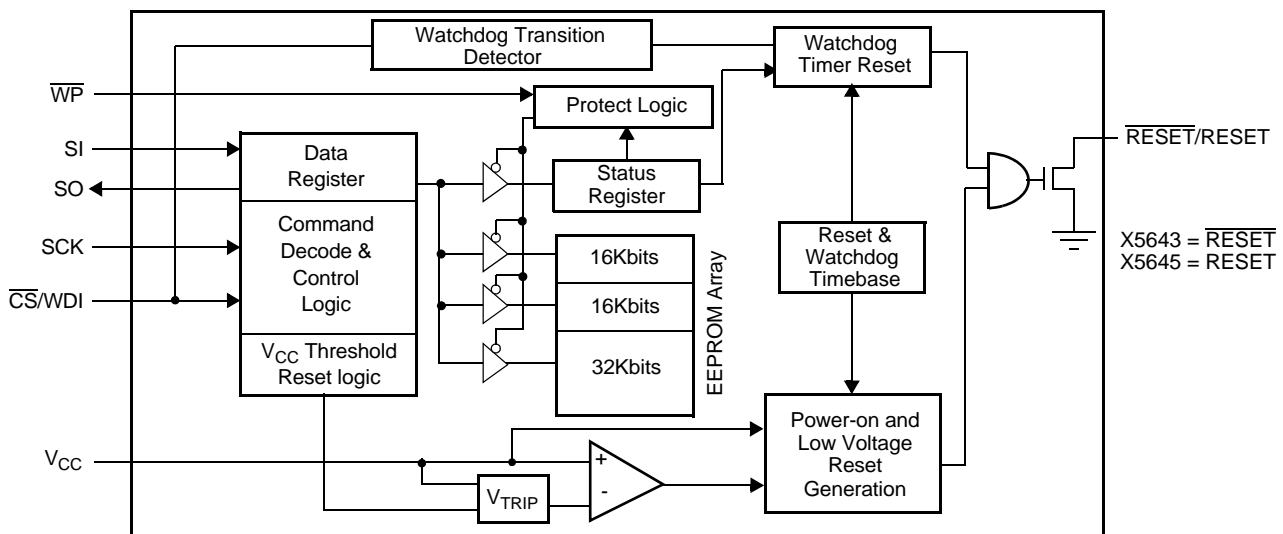 Watchdog Transition
Detector
Watchdog
Timer Reset
WP
Protect Logic
RESET/RESET
SI
Data
Register
SO
Status
Register
Command
Decode &
Control
Logic
SCK
CS/WDI
16Kbits
16Kbits
32Kbits
EEPROM Array
Reset &
Watchdog
Timebase
X5643 = RESET
X5645 = RESET
VCC Threshold
Reset logic
Power-on and
Low Voltage
Reset
Generation
VCC
+
-
VTRIP